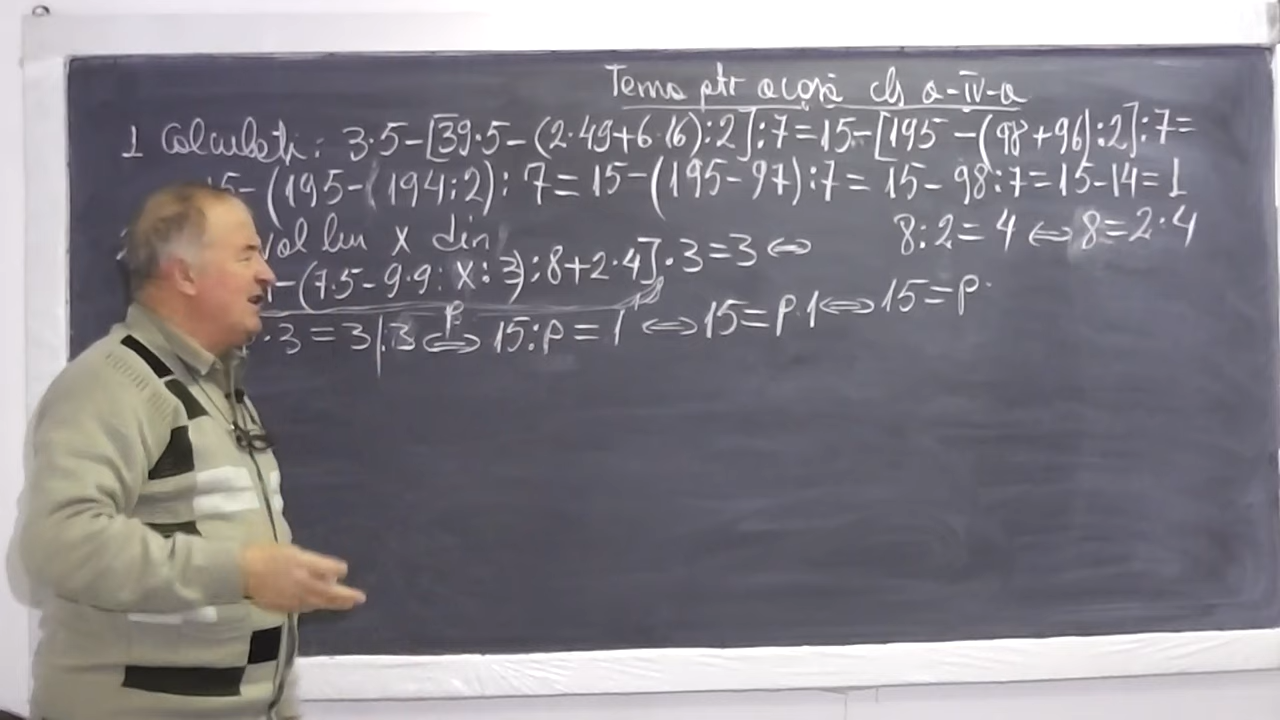 Tema ptr acasă cls a-IV-a
1 Calculati: 3·5-[39·5-(2·49+6·16):2]:7=15-[195-(98+96):2]:7=
15-(195-(194:2):7=15-(195-97):7=15-98:7=15-14=1
val lui x din
8:2=4⇔8=2·4
-(7·5-9·9:x:3):8+2·4]·3=3⇔
p
·3=3|:3⇔15:p=1⇔15=p·1⇔15=p·